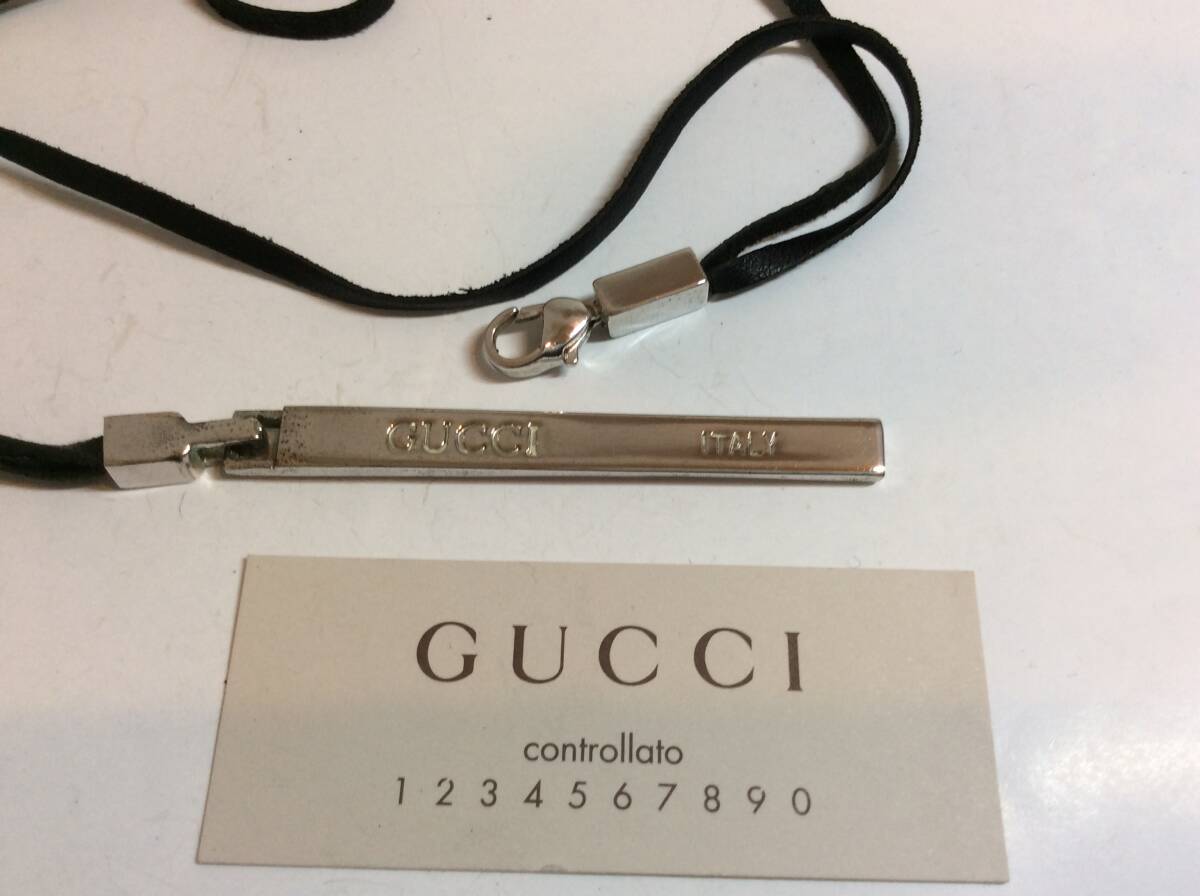 GUCCI ITALY
GUCCI
controllato
1 2 3 4 5 6 7 8 9 0